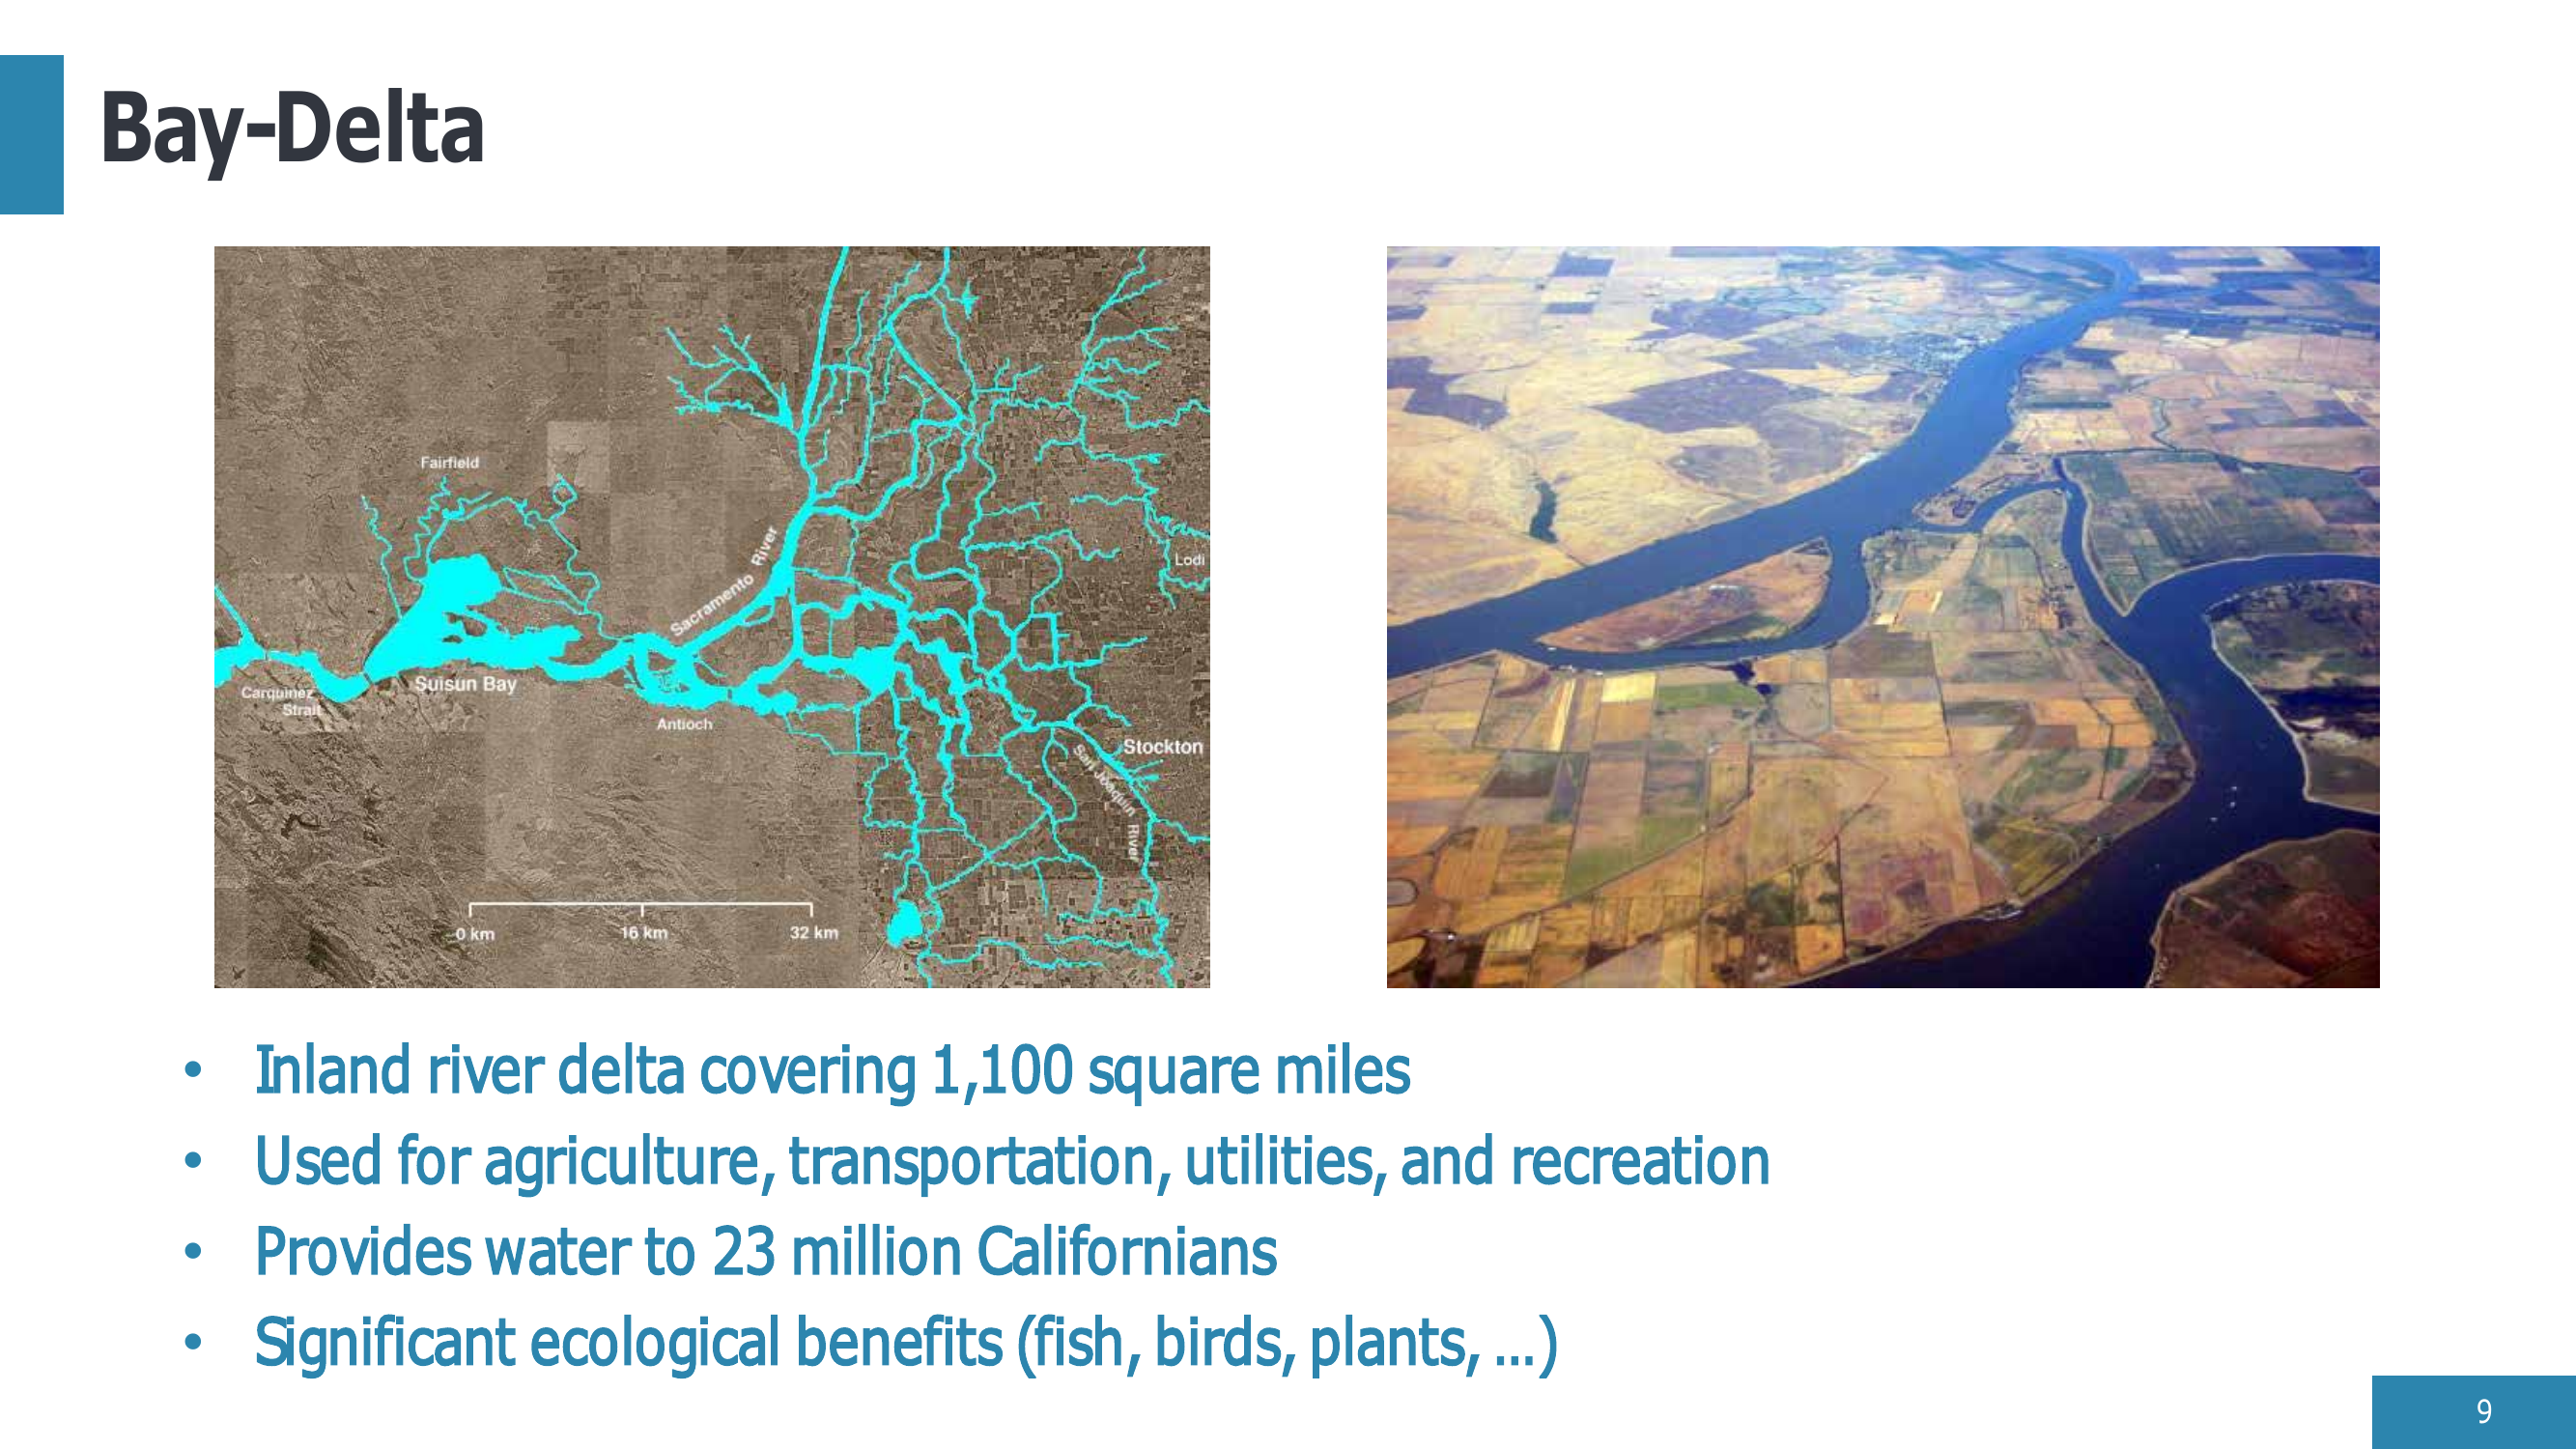 Bay-Delta
Fairfield
Sacramento River
Lodi
Carquinez
Strait
Suisun Bay
Antioch
Stockton
San Joaquin River
0 km 16 km 32 km
• Inland river delta covering 1,100 square miles
• Used for agriculture, transportation, utilities, and recreation
• Provides water to 23 million Californians
• Significant ecological benefits (fish, birds, plants, ...)
9